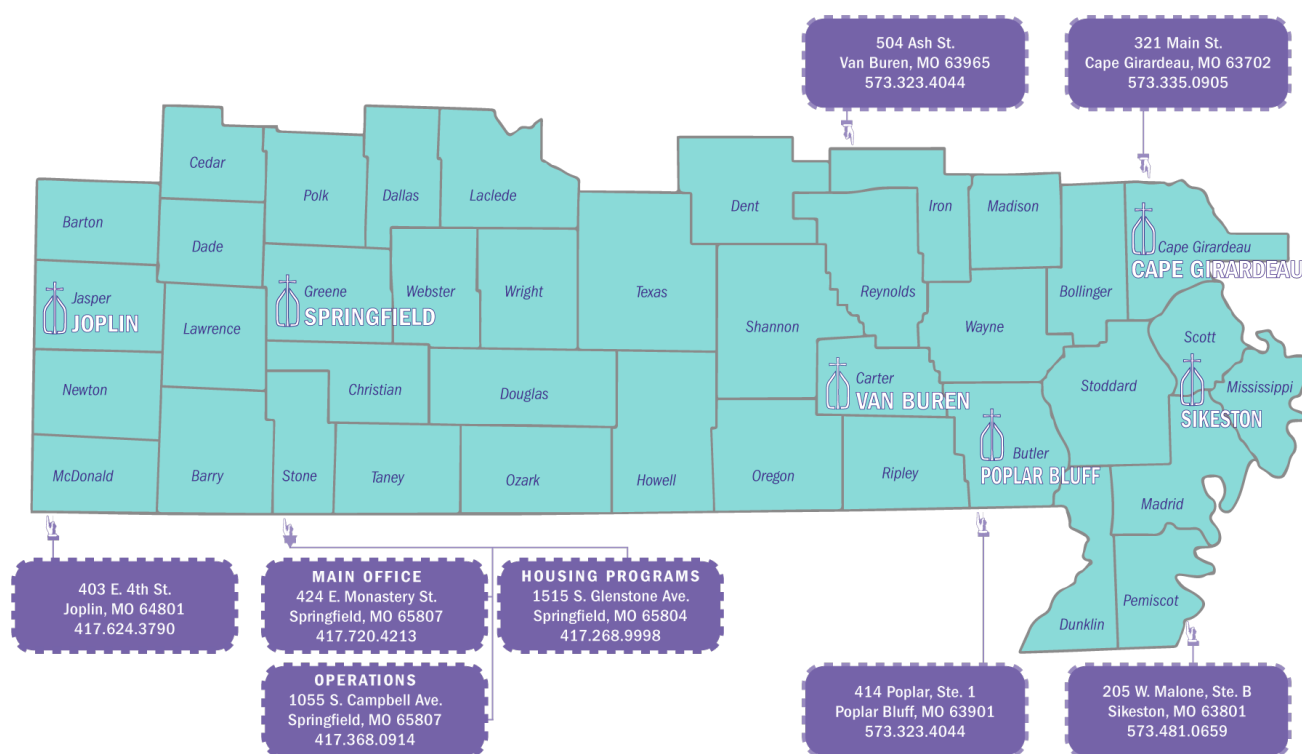 504 Ash St.
Van Buren, MO 63965
573.323.4044
321 Main St.
Cape Girardeau, MO 63702
573.335.0905
Cedar
Polk
Dallas
Laclede
Dent
Iron
Madison
Barton
Dade
Cape Girardeau
CAPE GIRARDEAU
Jasper
JOPLIN
Greene
SPRINGFIELD
Webster
Wright
Texas
Reynolds
Bollinger
Lawrence
Shannon
Wayne
Scott
Newton
Christian
Douglas
Carter
VAN BUREN
Stoddard
Mississippi
SIKESTON
McDonald
Barry
Stone
Taney
Ozark
Howell
Oregon
Ripley
Butler
POPLAR BLUFF
Madrid
Pemiscot
Dunklin
403 E. 4th St.
Joplin, MO 64801
417.624.3790
MAIN OFFICE
424 E. Monastery St.
Springfield, MO 65807
417.720.4213
HOUSING PROGRAMS
1515 S. Glenstone Ave.
Springfield, MO 65804
417.268.9998
OPERATIONS
1055 S. Campbell Ave.
Springfield, MO 65807
417.368.0914
414 Poplar, Ste. 1
Poplar Bluff, MO 63901
573.323.4044
205 W. Malone, Ste. B
Sikeston, MO 63801
573.481.0659